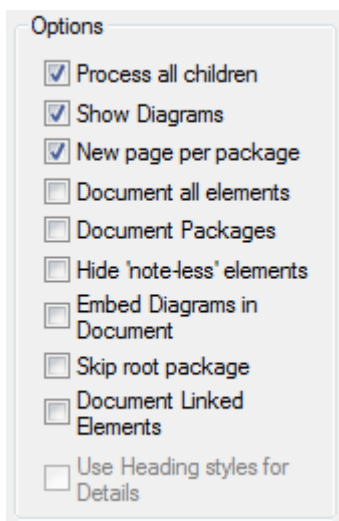 Options
Process all children
Show Diagrams
New page per package
Document all elements
Document Packages
Hide 'note-less' elements
Embed Diagrams in
Document
Skip root package
Document Linked
Elements
Use Heading styles for
Details